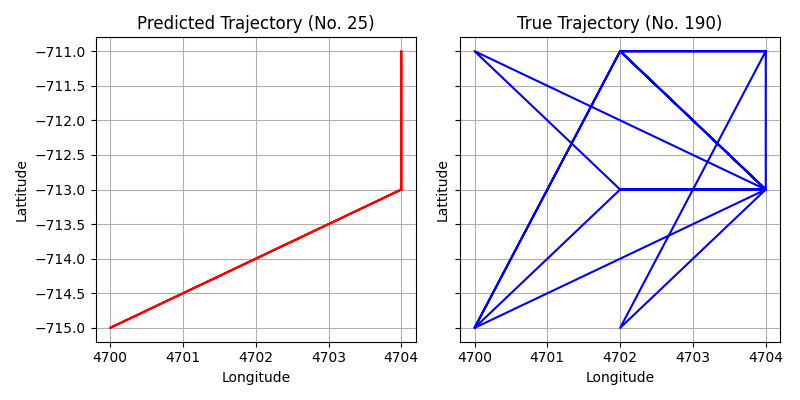 Predicted Trajectory (No. 25)
True Trajectory (No. 190)
−711.0
−711.5
−712.0
−712.5
−713.0
−713.5
−714.0
−714.5
−715.0
Lattitude
Lattitude
4700 4701 4702 4703 4704
4700 4701 4702 4703 4704
Longitude
Longitude